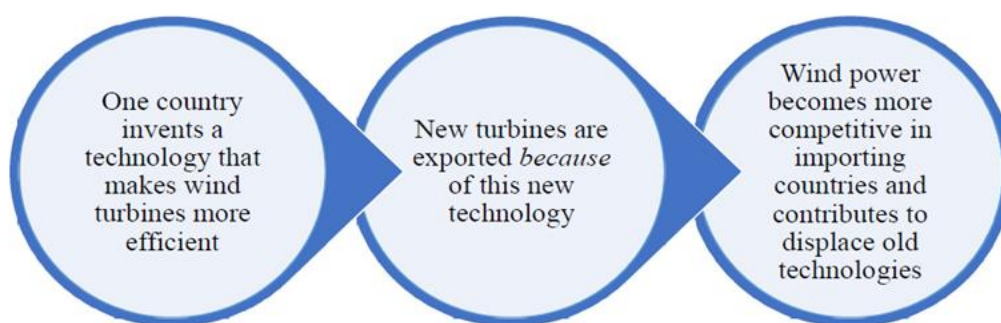 One country
invents a
technology that
makes wind
turbines more
efficient
New turbines are
exported because
of this new
technology
Wind power
becomes more
competitive in
importing
countries and
contributes to
displace old
technologies